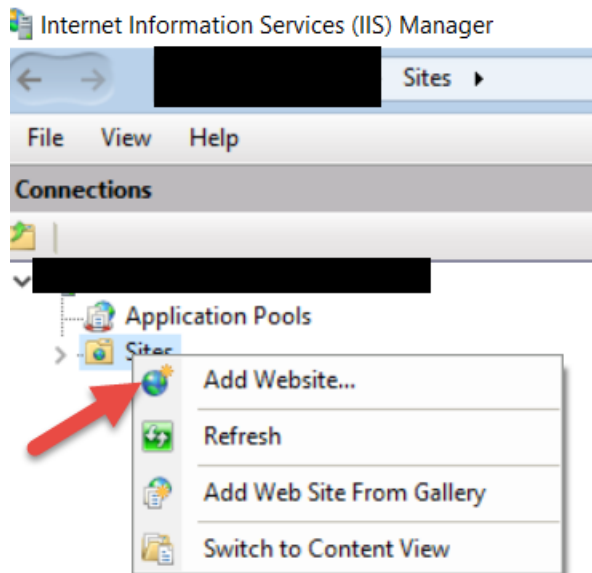 Internet Information Services (IIS) Manager
Sites
File View Help
Connections
Application Pools
Sites
Add Website...
Refresh
Add Web Site From Gallery
Switch to Content View